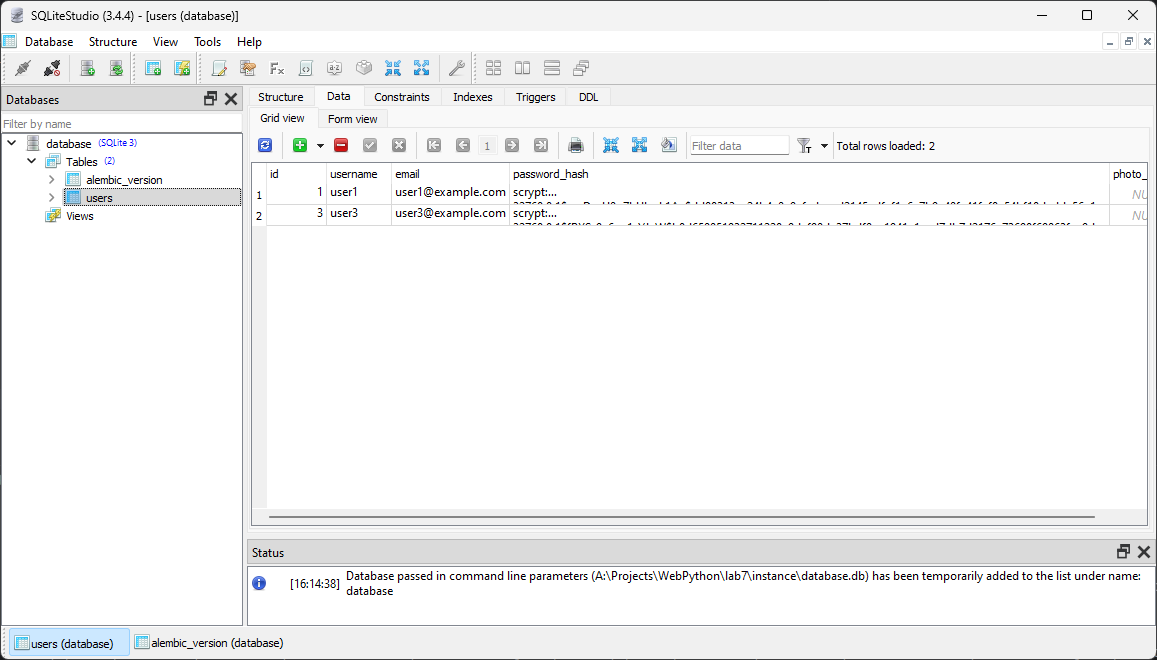 SQLiteStudio (3.4.4) - [users (database)]
Database Structure View Tools Help
Databases
Filter by name
database (SQLite 3)
Tables (2)
alembic_version
users
Views
Structure Data Constraints Indexes Triggers DDL
Grid view Form view
1 Filter data Total rows loaded: 2
id username email password_hash photo_
1 1 user1 user1@example.com scrypt:... NU
2 3 user3 user3@example.com scrypt:... NU
Status
[16:14:38] Database passed in command line parameters (A:\Projects\WebPython\lab7\instance\database.db) has been temporarily added to the list under name:
database
users (database) alembic_version (database)